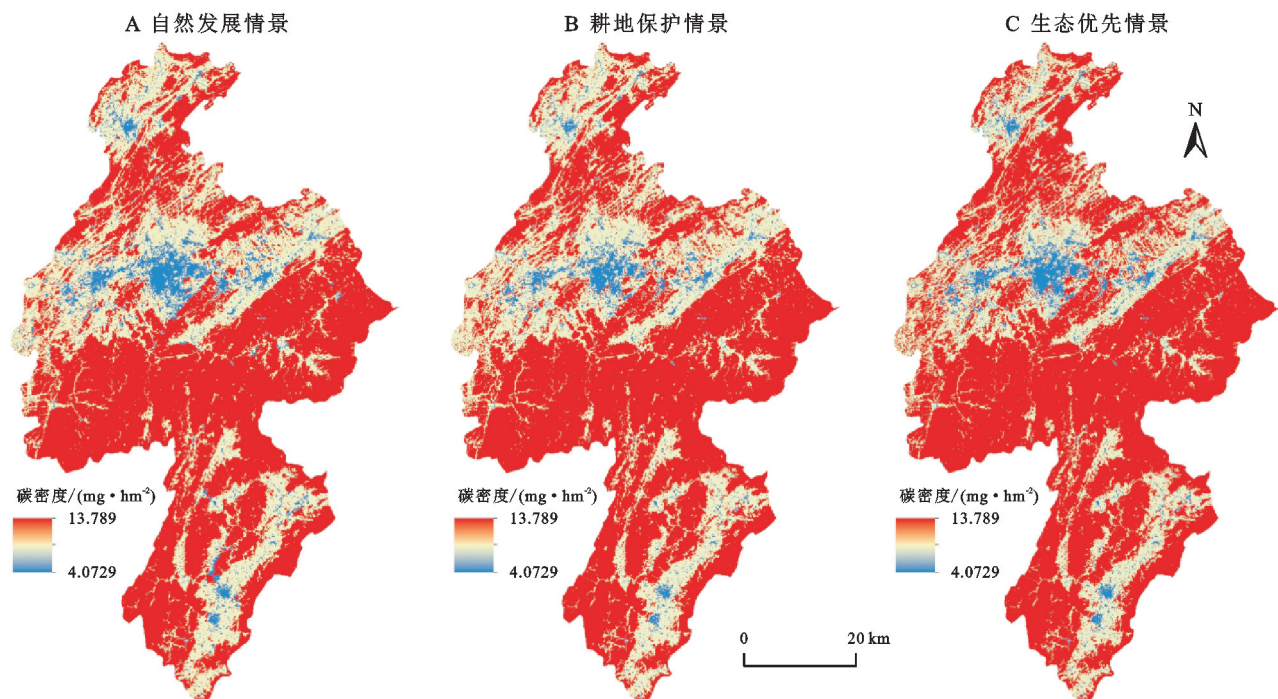 A 自然发展情景
B 耕地保护情景
C 生态优先情景
N
碳密度/(mg·hm⁻²)
13.789
4.0729
碳密度/(mg·hm⁻²)
13.789
4.0729
碳密度/(mg·hm⁻²)
13.789
4.0729
0 20 km